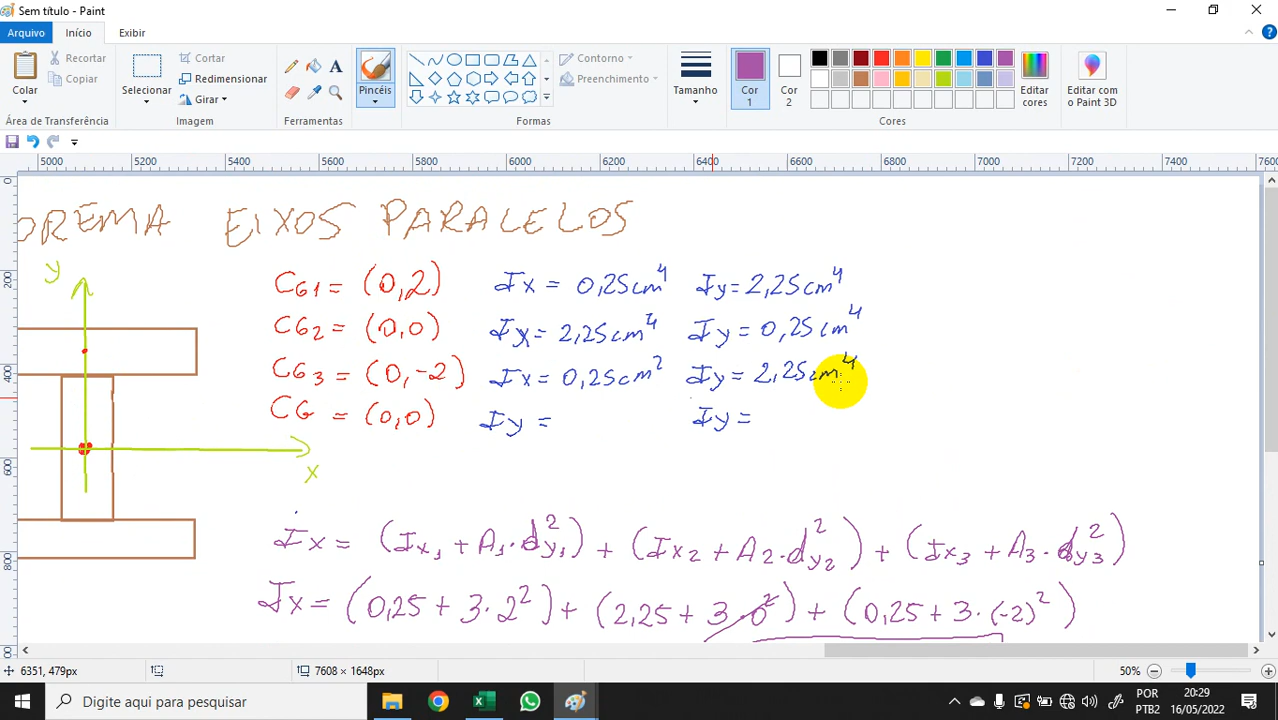 Sem título - Paint
Arquivo Início Exibir
Colar
Recortar
Copiar
Área de Transferência
Selecionar
Cortar
Redimensionar
Girar
Imagem
Ferramentas
Pincéis
Contorno
Preenchimento
Formas
Tamanho
Cor 1
Cor 2
Editar cores
Cores
Editar com o Paint 3D
5000 5200 5400 5600 5800 6000 6200 6400 6600 6800 7000 7200 7400 7600
0
200
400
600
800
OREMA EIXOS PARALELOS
y
x
CG1 = (0,2) Ix = 0,25cm⁴ Iy = 2,25cm⁴
CG2 = (0,0) Ix = 2,25cm⁴ Iy = 0,25cm⁴
CG3 = (0,-2) Ix = 0,25cm² Iy = 2,25cm⁴
CG = (0,0) Iy = Iy =
Ix = (Ix₁ + A₁·dy₁²) + (Ix₂ + A₂·dy₂²) + (Ix₃ + A₃·dy₃²)
Ix = (0,25 + 3·2²) + (2,25 + 3·0²) + (0,25 + 3·(-2)²)
6351, 479px 7608 × 1648px 50%
Digite aqui para pesquisar
POR
PTB2
20:29
16/05/2022